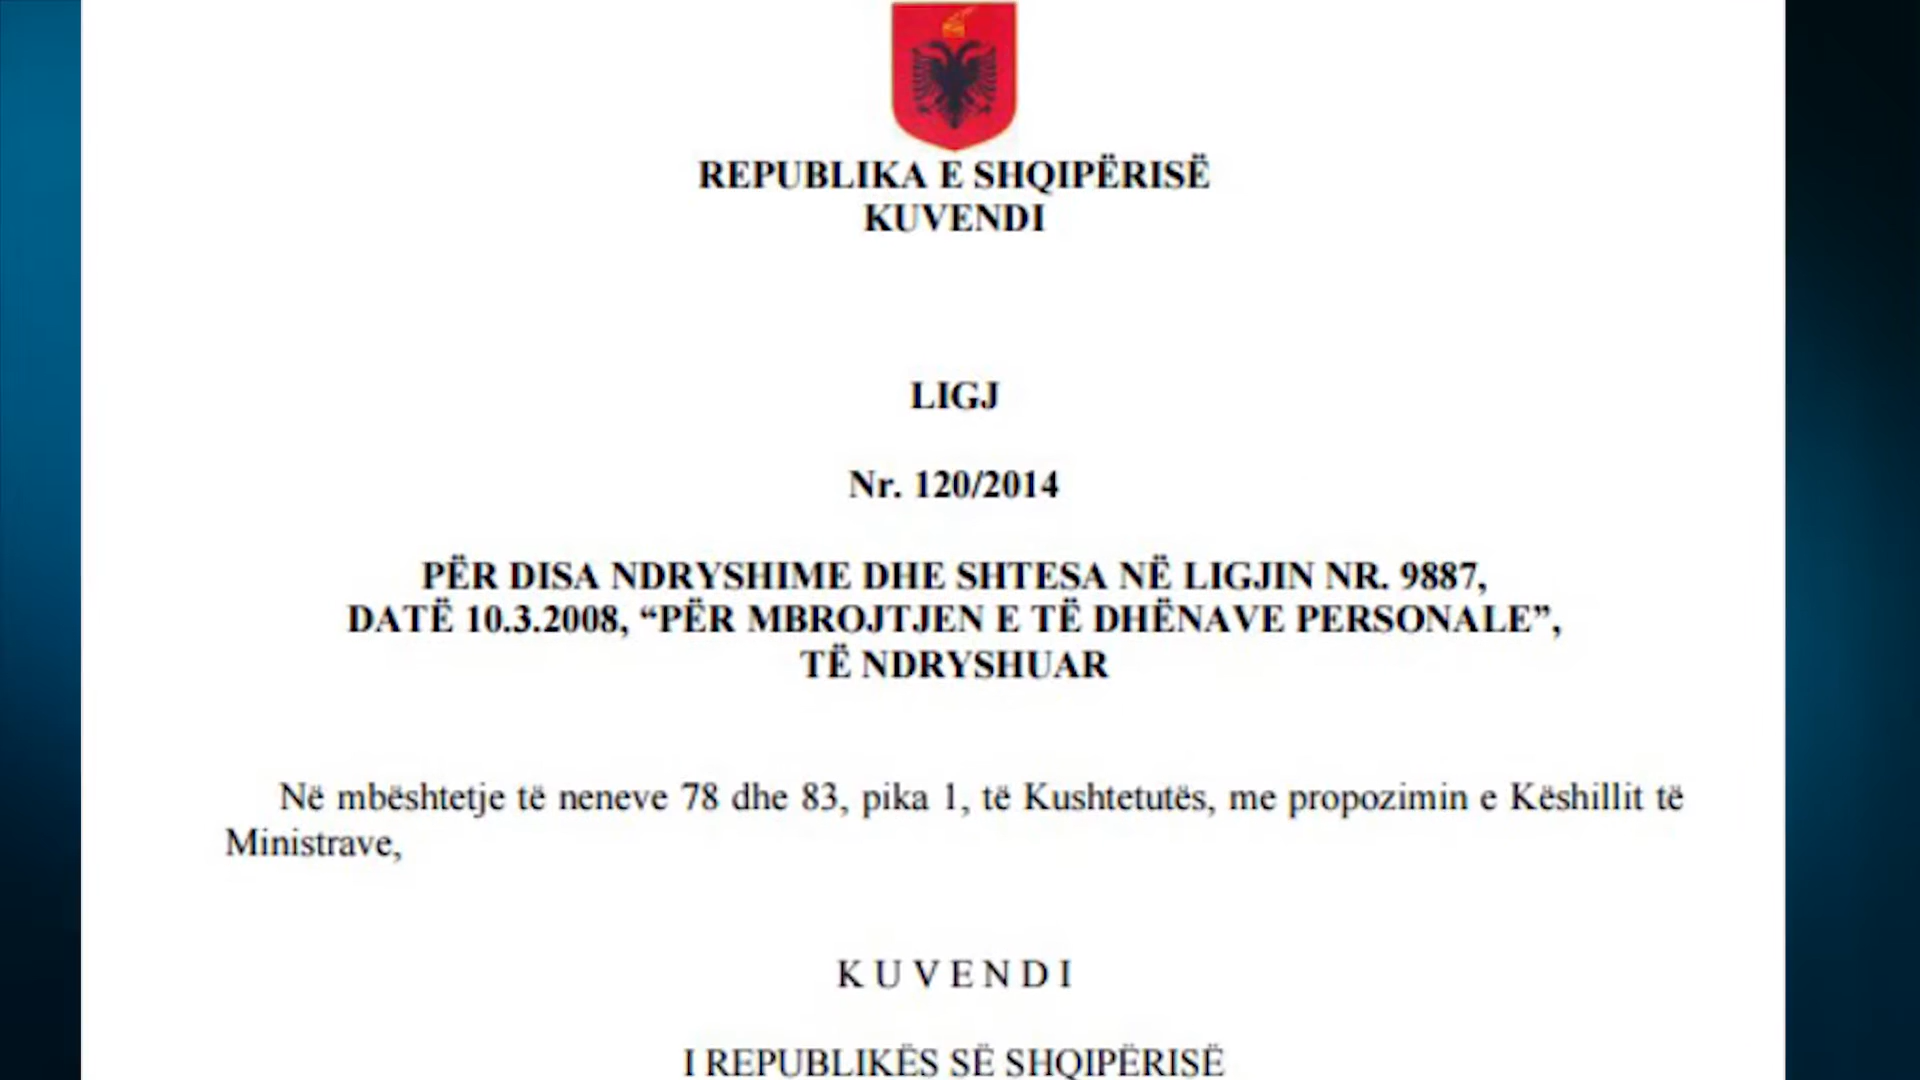 REPUBLIKA E SHQIPËRISË
KUVENDI
LIGJ
Nr. 120/2014
PËR DISA NDRYSHIME DHE SHTESA NË LIGJIN NR. 9887,
DATË 10.3.2008, “PËR MBROJTJEN E TË DHËNAVE PERSONALE”,
TË NDRYSHUAR
Në mbështetje të neneve 78 dhe 83, pika 1, të Kushtetutës, me propozimin e Këshillit të
Ministrave,
K U V E N D I
I REPUBLIKËS SË SHQIPËRISË